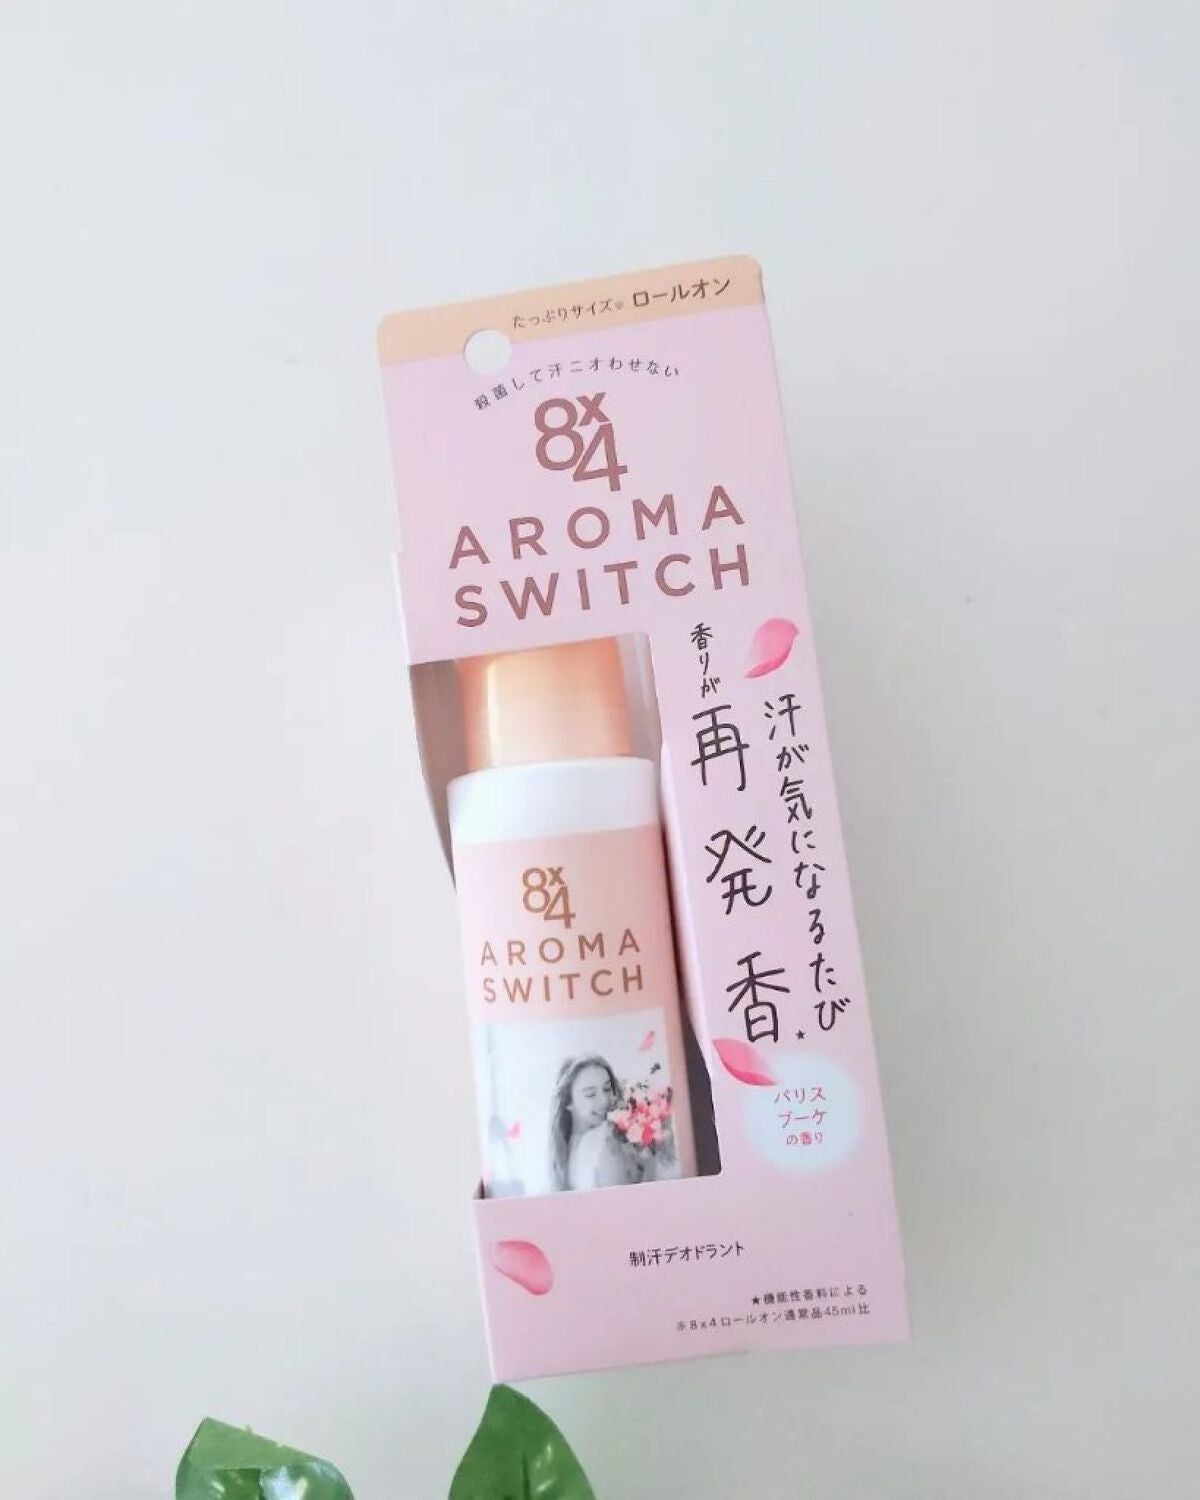 たっぷりサイズ※ ロールオン
殺菌して汗ニオわせない
8x4
AROMA
SWITCH
汗が気になるたび
香りが
再発香★
8x4
AROMA
SWITCH
パリス
ブーケ
の香り
制汗デオドラント
★機能性香料による
※8x4ロールオン通常品45ml比